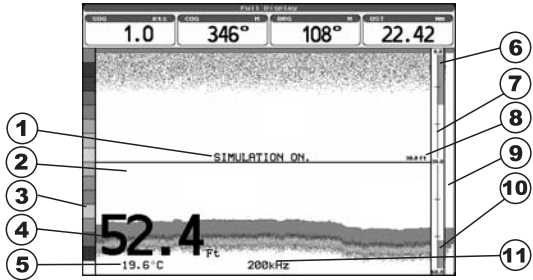 Full Display
SOG Kts COG M BRG M DST Nm
1.0 346° 108° 22.42
6
7
8
1
SIMULATION ON.
2
9
3
10
4
52.4 Ft
5
19.6°C 200kHz
11